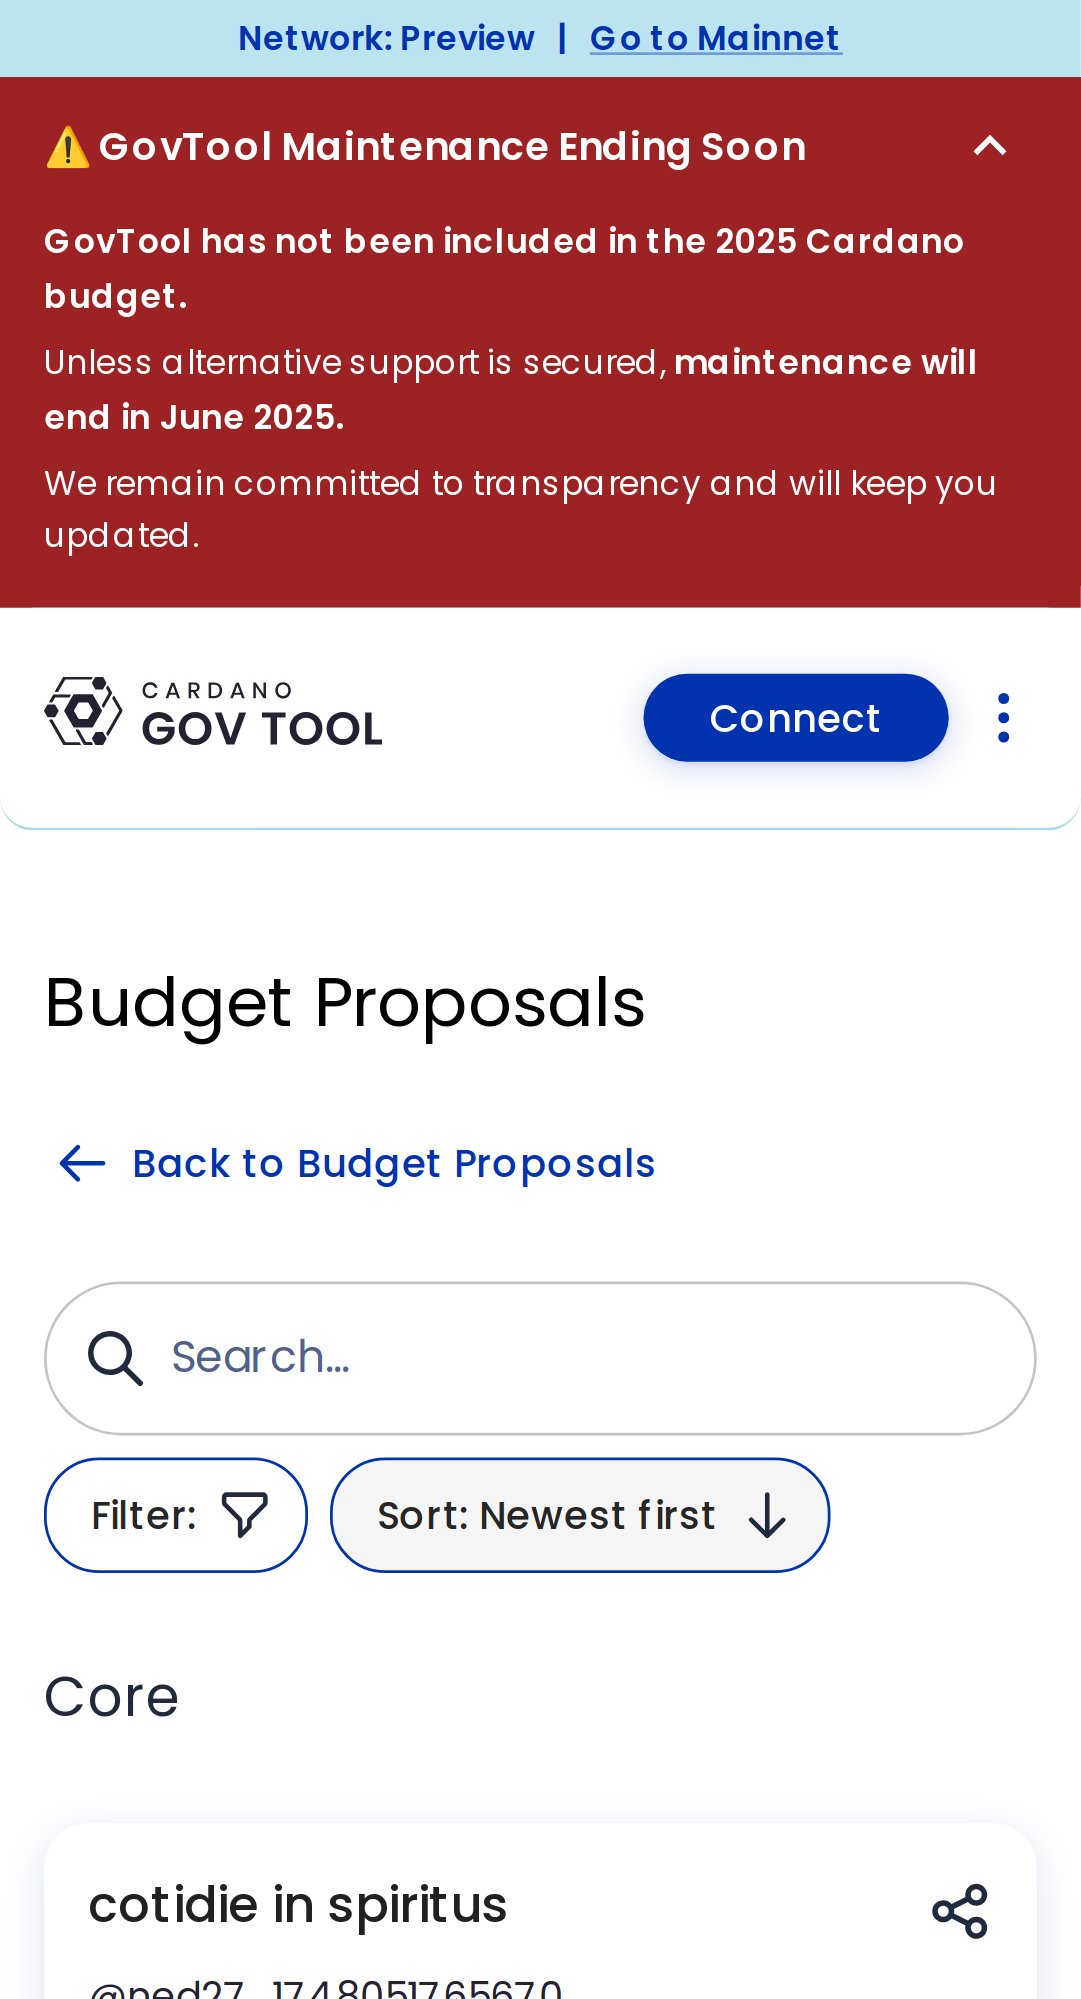 Network: Preview | Go to Mainnet
⚠️ GovTool Maintenance Ending Soon
GovTool has not been included in the 2025 Cardano
budget.
Unless alternative support is secured, maintenance will
end in June 2025.
We remain committed to transparency and will keep you
updated.
CARDANO
GOV TOOL
Connect
Budget Proposals
Back to Budget Proposals
Search...
Filter:
Sort: Newest first
Core
cotidie in spiritus
@ned27_1748051765670